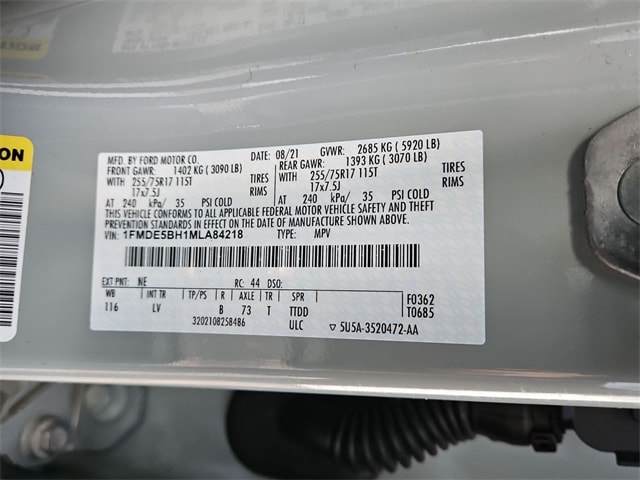 ON
MFD. BY FORD MOTOR CO. DATE: 08/21 GVWR: 2685 KG ( 5920 LB)
FRONT GAWR: 1402 KG ( 3090 LB) REAR GAWR: 1393 KG ( 3070 LB)
WITH 255/75R17 115T TIRES WITH 255/75R17 115T TIRES
17x7.5J RIMS 17x7.5J RIMS
AT 240 kPa/ 35 PSI COLD AT 240 kPa/ 35 PSI COLD
THIS VEHICLE CONFORMS TO ALL APPLICABLE FEDERAL MOTOR VEHICLE SAFETY AND THEFT
PREVENTION STANDARDS IN EFFECT ON THE DATE OF MANUFACTURE SHOWN ABOVE.
VIN: 1FMDE5BH1MLA84218 TYPE: MPV
EXT PNT: NE RC: 44 DSO:
WB INT TR TP/PS R AXLE TR SPR F0362
116 LV B 73 T TTDD T0685
3202108258486 ULC 5U5A-3520472-AA